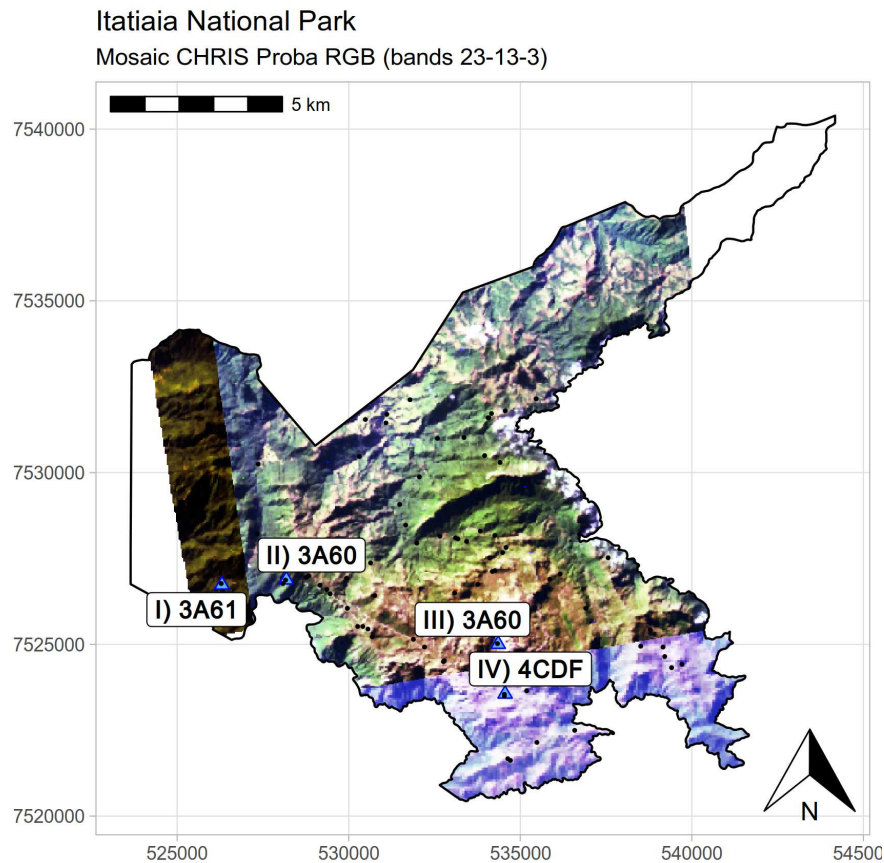 Itatiaia National Park
Mosaic CHRIS Proba RGB (bands 23-13-3)
5 km
7540000
7535000
7530000
II) 3A60
I) 3A61
III) 3A60
7525000
IV) 4CDF
N
7520000
525000
530000
535000
540000
54500